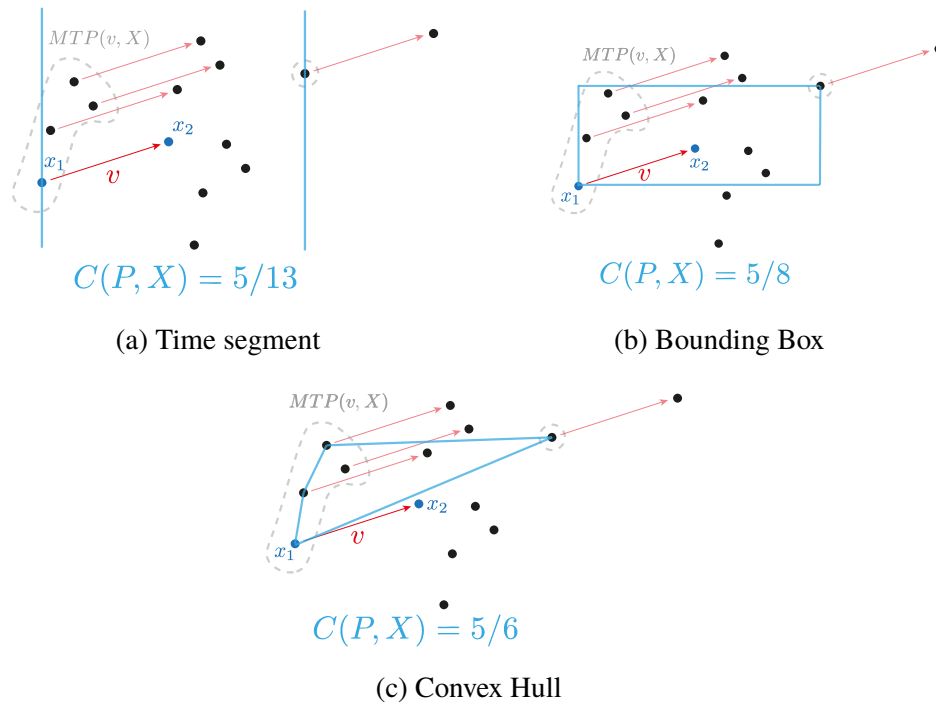 MTP(v, X)
x₁
v
x₂
C(P, X) = 5/13
(a) Time segment
MTP(v, X)
x₁
v
x₂
C(P, X) = 5/8
(b) Bounding Box
MTP(v, X)
x₁
v
x₂
C(P, X) = 5/6
(c) Convex Hull